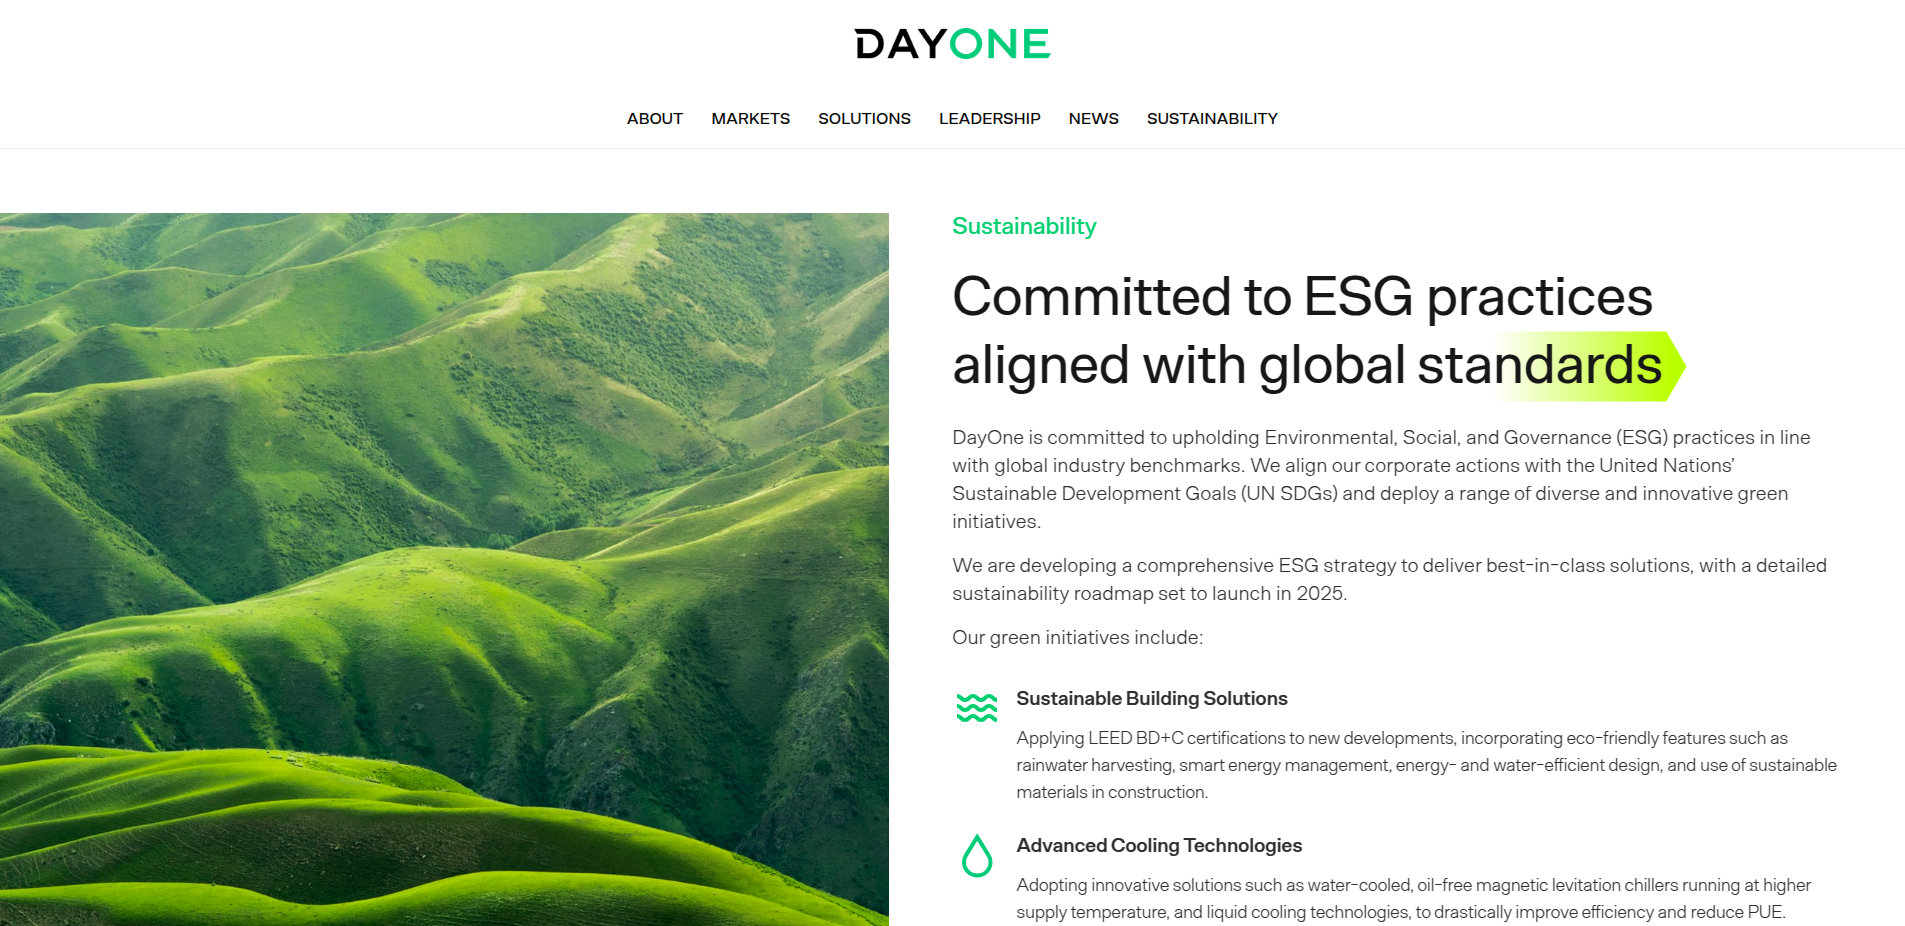 DAYONE
ABOUT MARKETS SOLUTIONS LEADERSHIP NEWS SUSTAINABILITY
Sustainability
Committed to ESG practices
aligned with global standards
DayOne is committed to upholding Environmental, Social, and Governance (ESG) practices in line
with global industry benchmarks. We align our corporate actions with the United Nations’
Sustainable Development Goals (UN SDGs) and deploy a range of diverse and innovative green
initiatives.
We are developing a comprehensive ESG strategy to deliver best-in-class solutions, with a detailed
sustainability roadmap set to launch in 2025.
Our green initiatives include:
Sustainable Building Solutions
Applying LEED BD+C certifications to new developments, incorporating eco-friendly features such as
rainwater harvesting, smart energy management, energy- and water-efficient design, and use of sustainable
materials in construction.
Advanced Cooling Technologies
Adopting innovative solutions such as water-cooled, oil-free magnetic levitation chillers running at higher
supply temperature, and liquid cooling technologies, to drastically improve efficiency and reduce PUE.